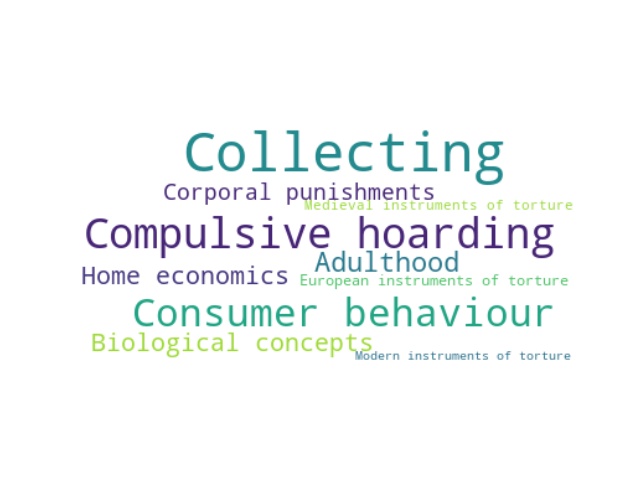 Collecting
Corporal punishments
Medieval instruments of torture
Compulsive hoarding
Adulthood
Home economics
European instruments of torture
Consumer behaviour
Biological concepts
Modern instruments of torture